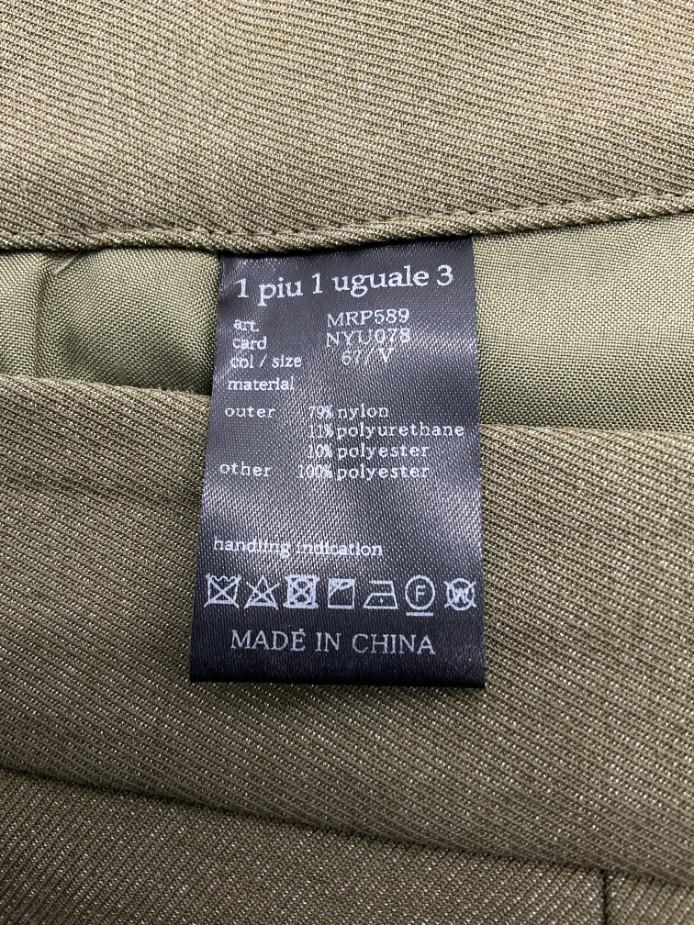 1 piu 1 uguale 3
art. MRP589
card NYU078
col / size 67/V
material
outer 79% nylon
11% polyurethane
10% polyester
other 100% polyester
handling indication
F W
MADE IN CHINA